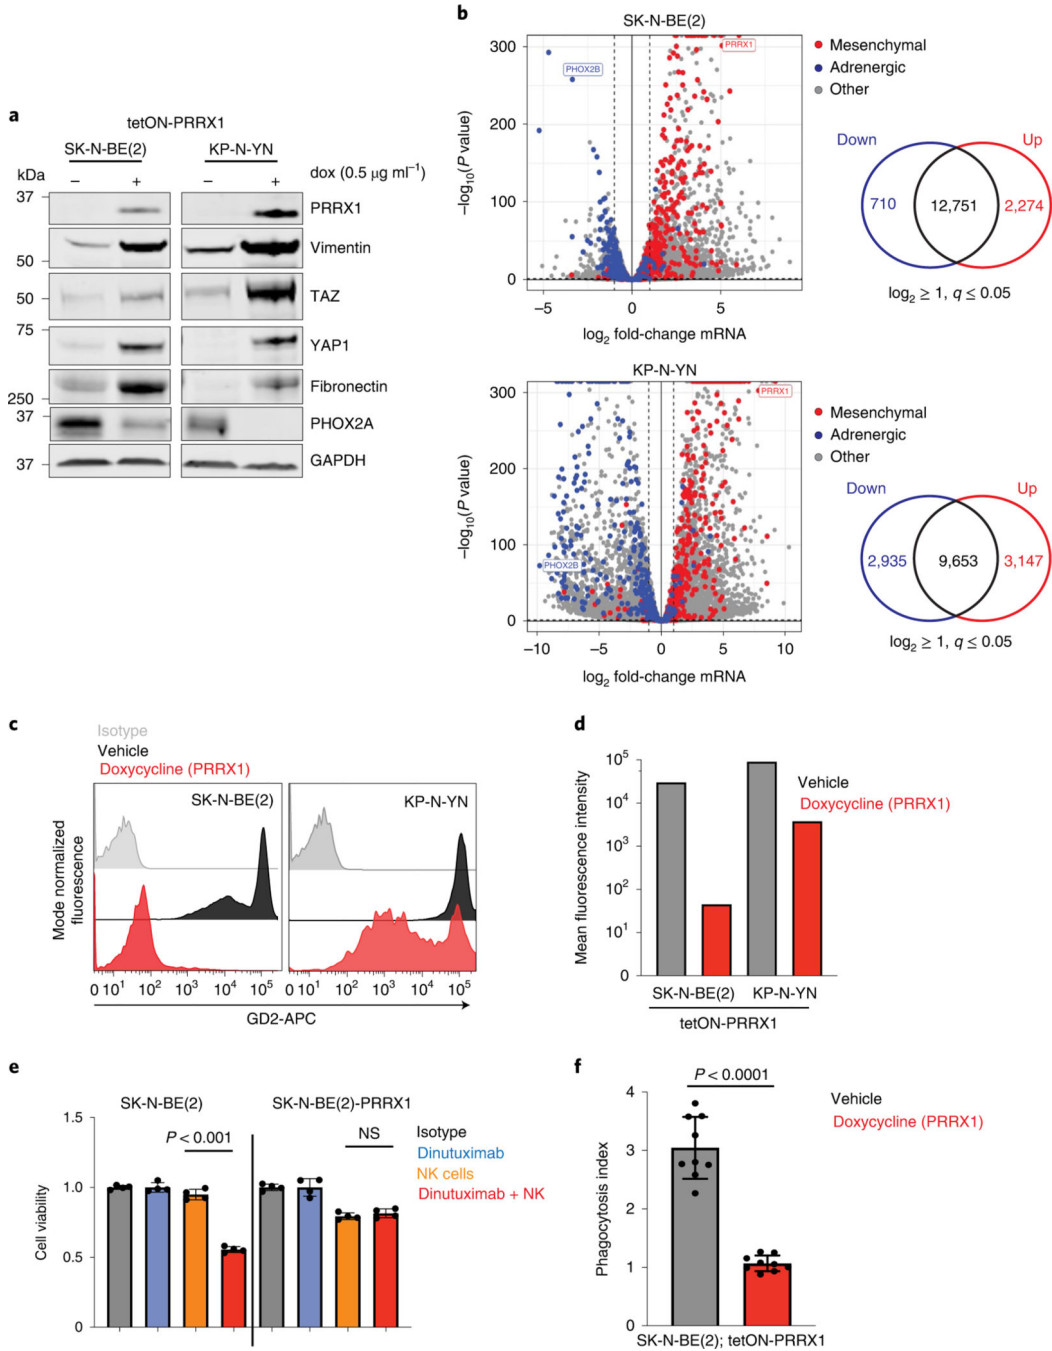 a
tetON-PRRX1
SK-N-BE(2) KP-N-YN
kDa − + − + dox (0.5 µg ml⁻¹)
37 PRRX1
Vimentin
50
50 TAZ
75
YAP1
Fibronectin
250
37 PHOX2A
37 GAPDH
b
SK-N-BE(2)
300
200
100
0
−log₁₀(P value)
PHOX2B
PRRX1
−5 0 5
log₂ fold-change mRNA
Mesenchymal
Adrenergic
Other
Down Up
710 12,751 2,274
log₂ ≥ 1, q ≤ 0.05
KP-N-YN
300
200
100
0
−log₁₀(P value)
PRRX1
PHOX2B
−10 −5 0 5 10
log₂ fold-change mRNA
Mesenchymal
Adrenergic
Other
Down Up
2,935 9,653 3,147
log₂ ≥ 1, q ≤ 0.05
c
Isotype
Vehicle
Doxycycline (PRRX1)
SK-N-BE(2) KP-N-YN
Mode normalized
fluorescence
0 10¹ 10² 10³ 10⁴ 10⁵ 0 10¹ 10² 10³ 10⁴ 10⁵
GD2-APC
d
Mean fluorescence intensity
10⁵
10⁴
10³
10²
10¹
0
Vehicle
Doxycycline (PRRX1)
SK-N-BE(2) KP-N-YN
tetON-PRRX1
e
SK-N-BE(2) SK-N-BE(2)-PRRX1
Cell viability
1.5
1.0
0.5
0
P < 0.001
NS
Isotype
Dinutuximab
NK cells
Dinutuximab + NK
f
P < 0.0001
Phagocytosis index
4
3
2
1
0
Vehicle
Doxycycline (PRRX1)
SK-N-BE(2); tetON-PRRX1